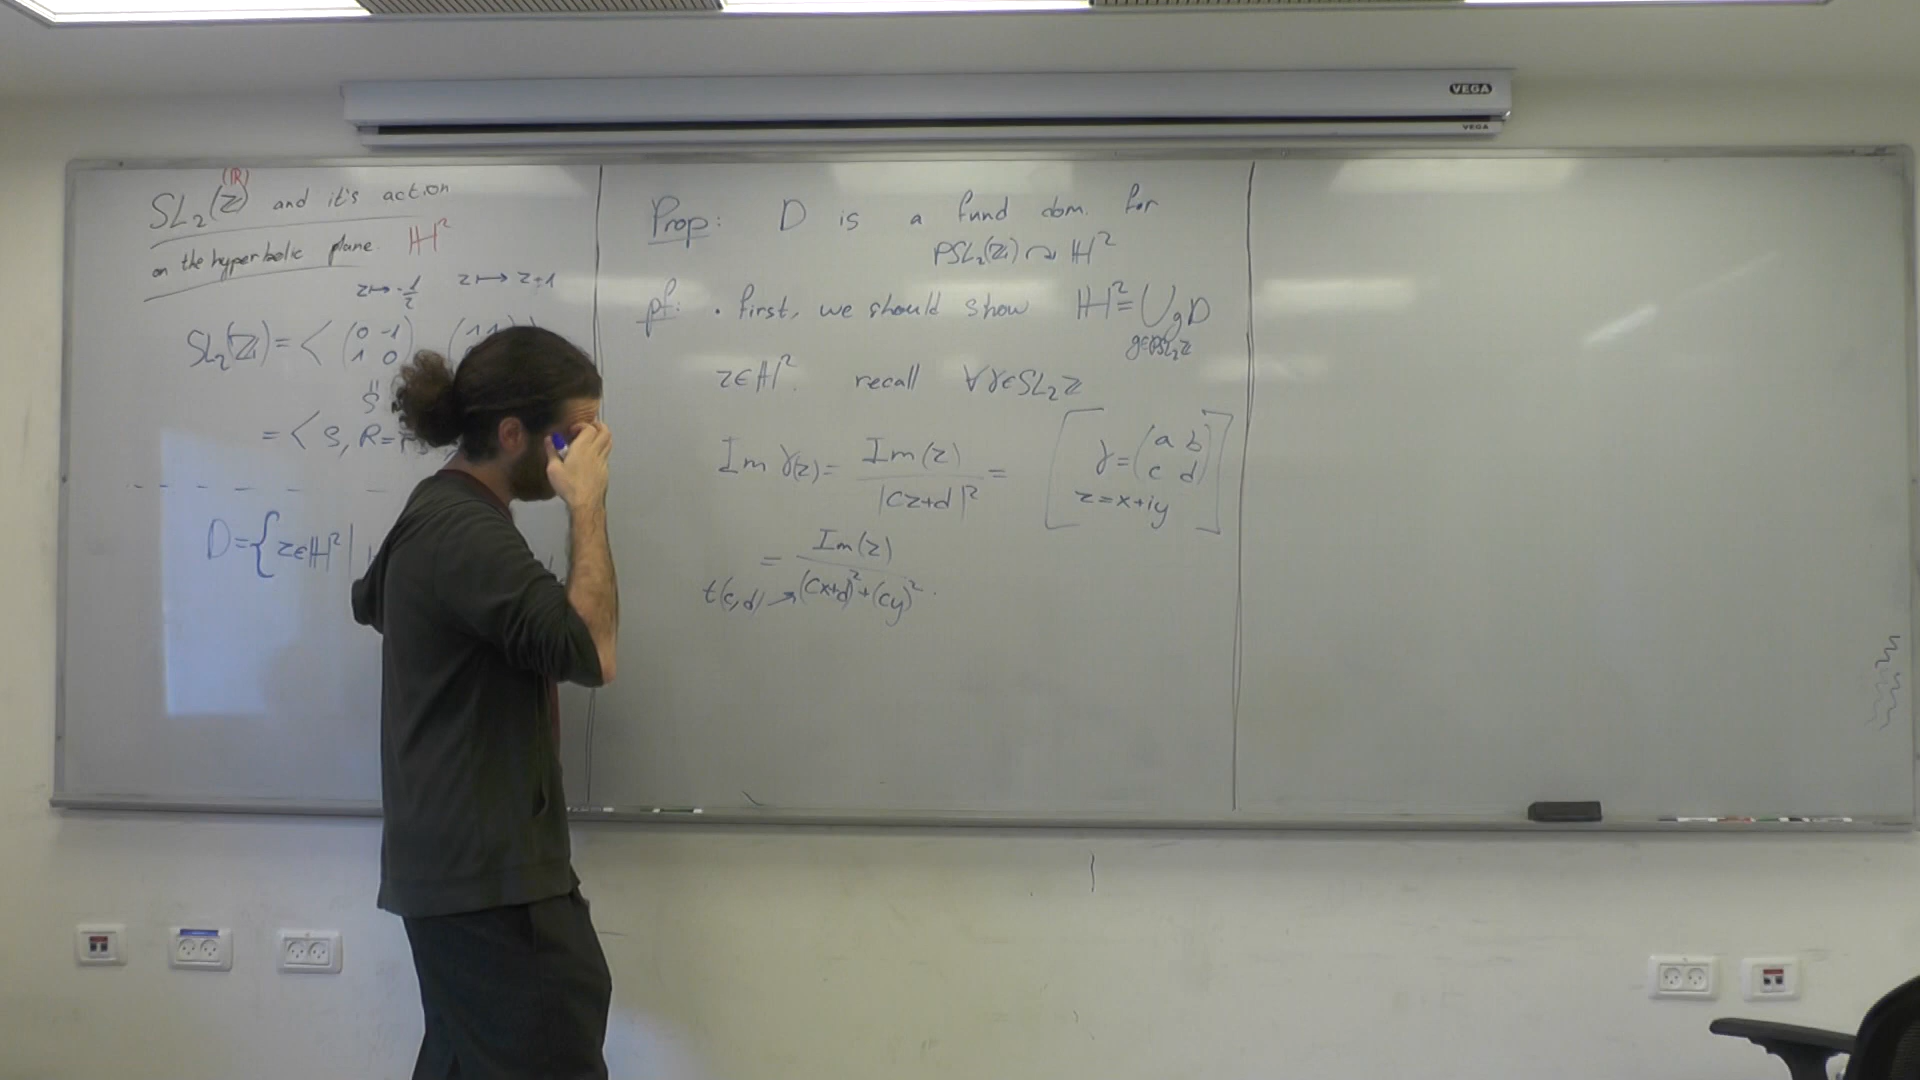 VEGA
VEGA
(R)
SL₂(ℤ) and it's action
on the hyperbolic plane. ℍ²
z↦-1/z z↦z+1
SL₂(ℤ)=< (0 -1) (1 1
1 0)
S
=< S, R=
D={z∈ℍ²|
Prop: D is a fund dom. for
PSL₂(ℤ)↷ℍ²
pf: • First, we should show ℍ²=⋃gD
g∈PSL₂ℤ
z∈ℍ². recall ∀γ∈SL₂ℤ
Im γ(z)= Im(z)/|cz+d|² = [γ=(a b
c d)
z=x+iy]
= Im(z)/(cx+d)²+(cy)².
t(c,d)→